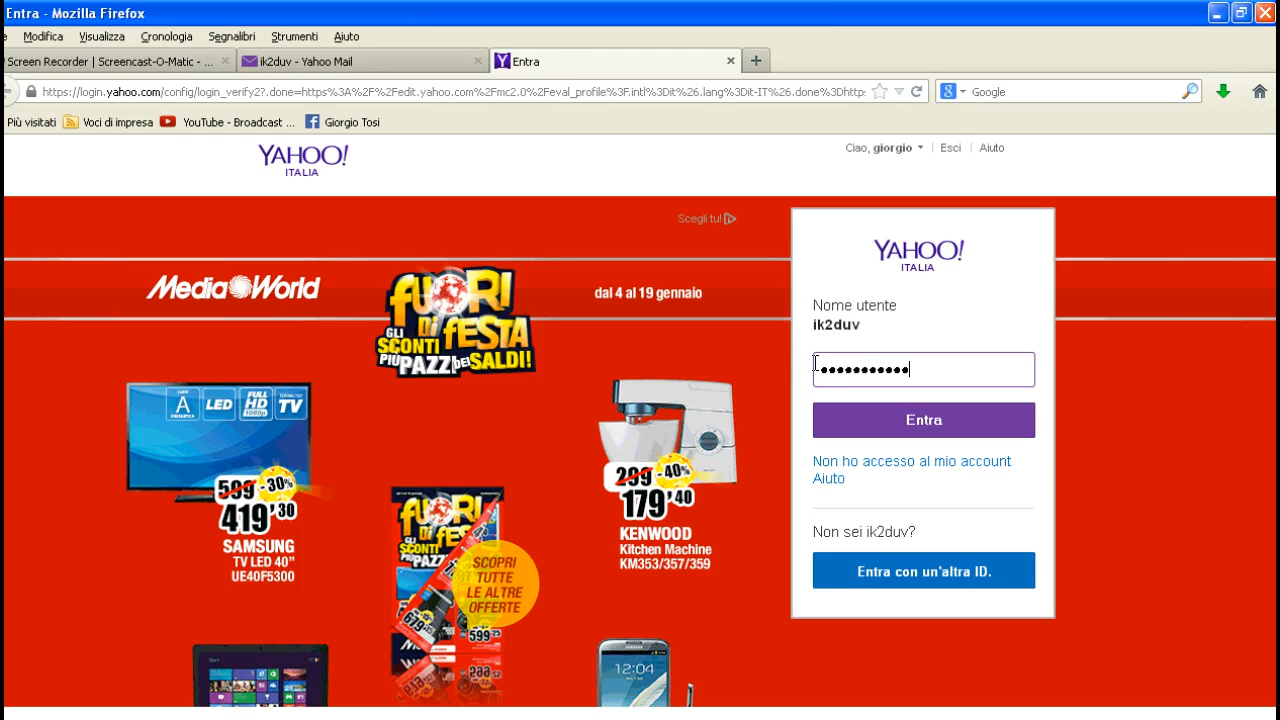 Entra - Mozilla Firefox
Modifica Visualizza Cronologia Segnalibri Strumenti Aiuto
Screen Recorder | Screencast-O-Matic - ...
ik2duv - Yahoo Mail
Entra
https://login.yahoo.com/config/login_verify2?.done=https%3A%2F%2Fedit.yahoo.com%2Fmc2.0%2Feval_profile%3F.intl%3Dit%26.lang%3Dit-IT%26.done%3Dhttp:
Google
Più visitati Voci di impresa YouTube - Broadcast ... Giorgio Tosi
YAHOO!
ITALIA
Ciao, giorgio Esci Aiuto
Scegli tu!
Media World
FUORI
DI FESTA
GLI
SCONTI
PIÙ PAZZI DEI SALDI!
dal 4 al 19 gennaio
A
LED
FULL HD
1080p
TV
599 -30%
419,30
SAMSUNG
TV LED 40”
UE40F5300
299 -40%
179,40
KENWOOD
Kitchen Machine
KM353/357/359
FUORI
SCOPRI
TUTTE
LE ALTRE
OFFERTE
679
599
12:04
YAHOO!
ITALIA
Nome utente
ik2duv
Entra
Non ho accesso al mio account
Aiuto
Non sei ik2duv?
Entra con un'altra ID.